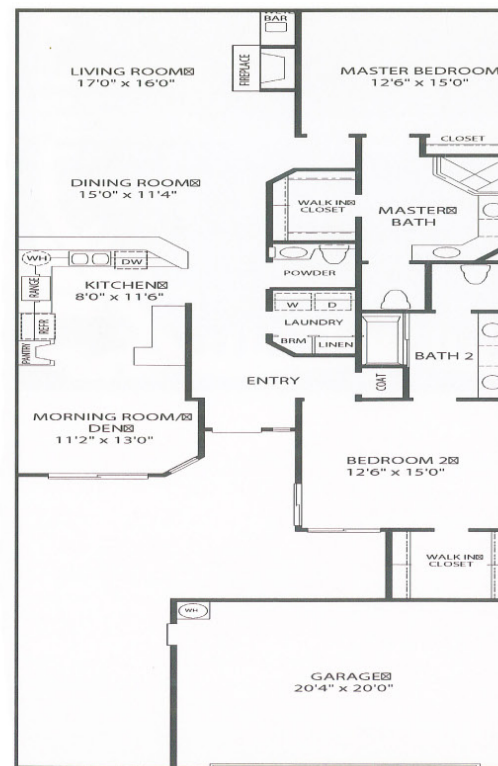 BAR
FIREPLACE
LIVING ROOM
17'0" x 16'0"
MASTER BEDROOM
12'6" x 15'0"
CLOSET
DINING ROOM
15'0" x 11'4"
WALK IN
CLOSET
MASTER
BATH
WH
DW
POWDER
RANGE
KITCHEN
8'0" x 11'6"
W
D
REFR
LAUNDRY
PANTRY
BRM
LINEN
BATH 2
ENTRY
COAT
MORNING ROOM/
DEN
11'2" x 13'0"
BEDROOM 2
12'6" x 15'0"
WALK IN
CLOSET
WH
GARAGE
20'4" x 20'0"